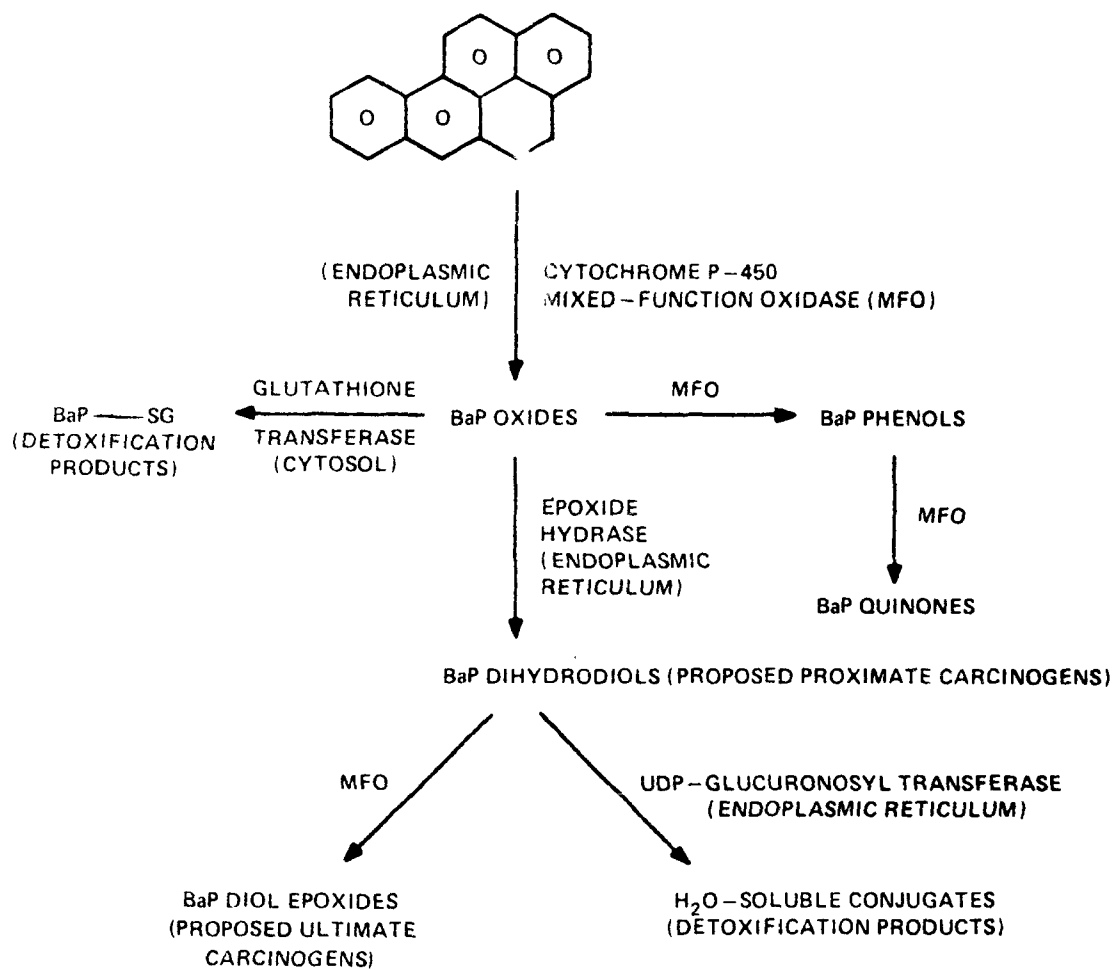 O O
O O
(ENDOPLASMIC
RETICULUM)
CYTOCHROME P-450
MIXED-FUNCTION OXIDASE (MFO)
BaP — SG
(DETOXIFICATION
PRODUCTS)
GLUTATHIONE
TRANSFERASE
(CYTOSOL)
BaP OXIDES
MFO
BaP PHENOLS
EPOXIDE
HYDRASE
(ENDOPLASMIC
RETICULUM)
MFO
BaP QUINONES
BaP DIHYDRODIOLS (PROPOSED PROXIMATE CARCINOGENS)
MFO
UDP-GLUCURONOSYL TRANSFERASE
(ENDOPLASMIC RETICULUM)
BaP DIOL EPOXIDES
(PROPOSED ULTIMATE
CARCINOGENS)
H₂O-SOLUBLE CONJUGATES
(DETOXIFICATION PRODUCTS)